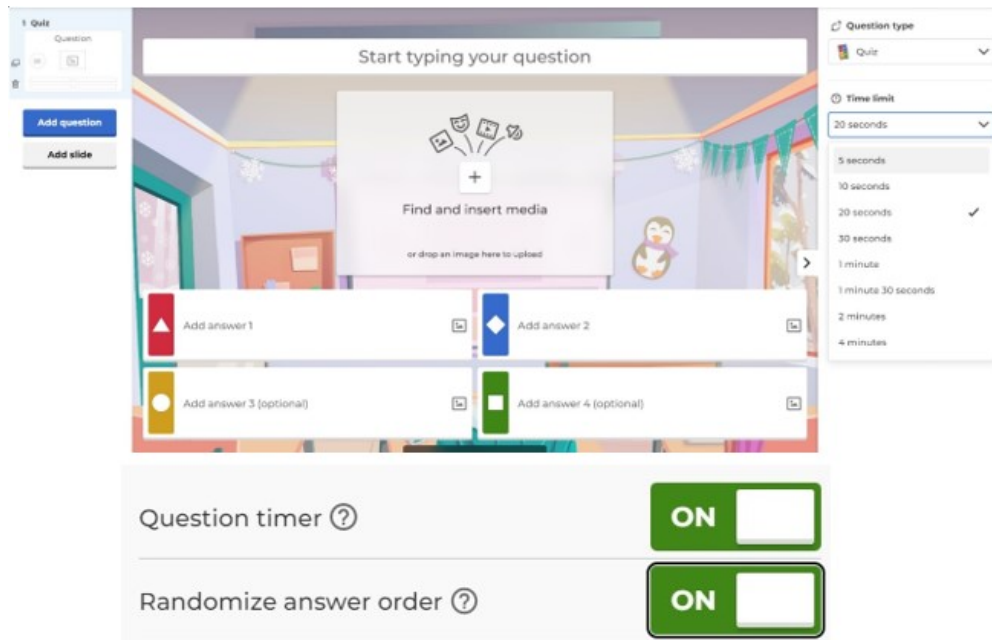 1 Quiz
Question
Add question
Add slide
Start typing your question
Find and insert media
or drop an image here to upload
Add answer 1
Add answer 2
Add answer 3 (optional)
Add answer 4 (optional)
Question type
Quiz
Time limit
20 seconds
5 seconds
10 seconds
20 seconds
30 seconds
1 minute
1 minute 30 seconds
2 minutes
4 minutes
Question timer
ON
Randomize answer order
ON